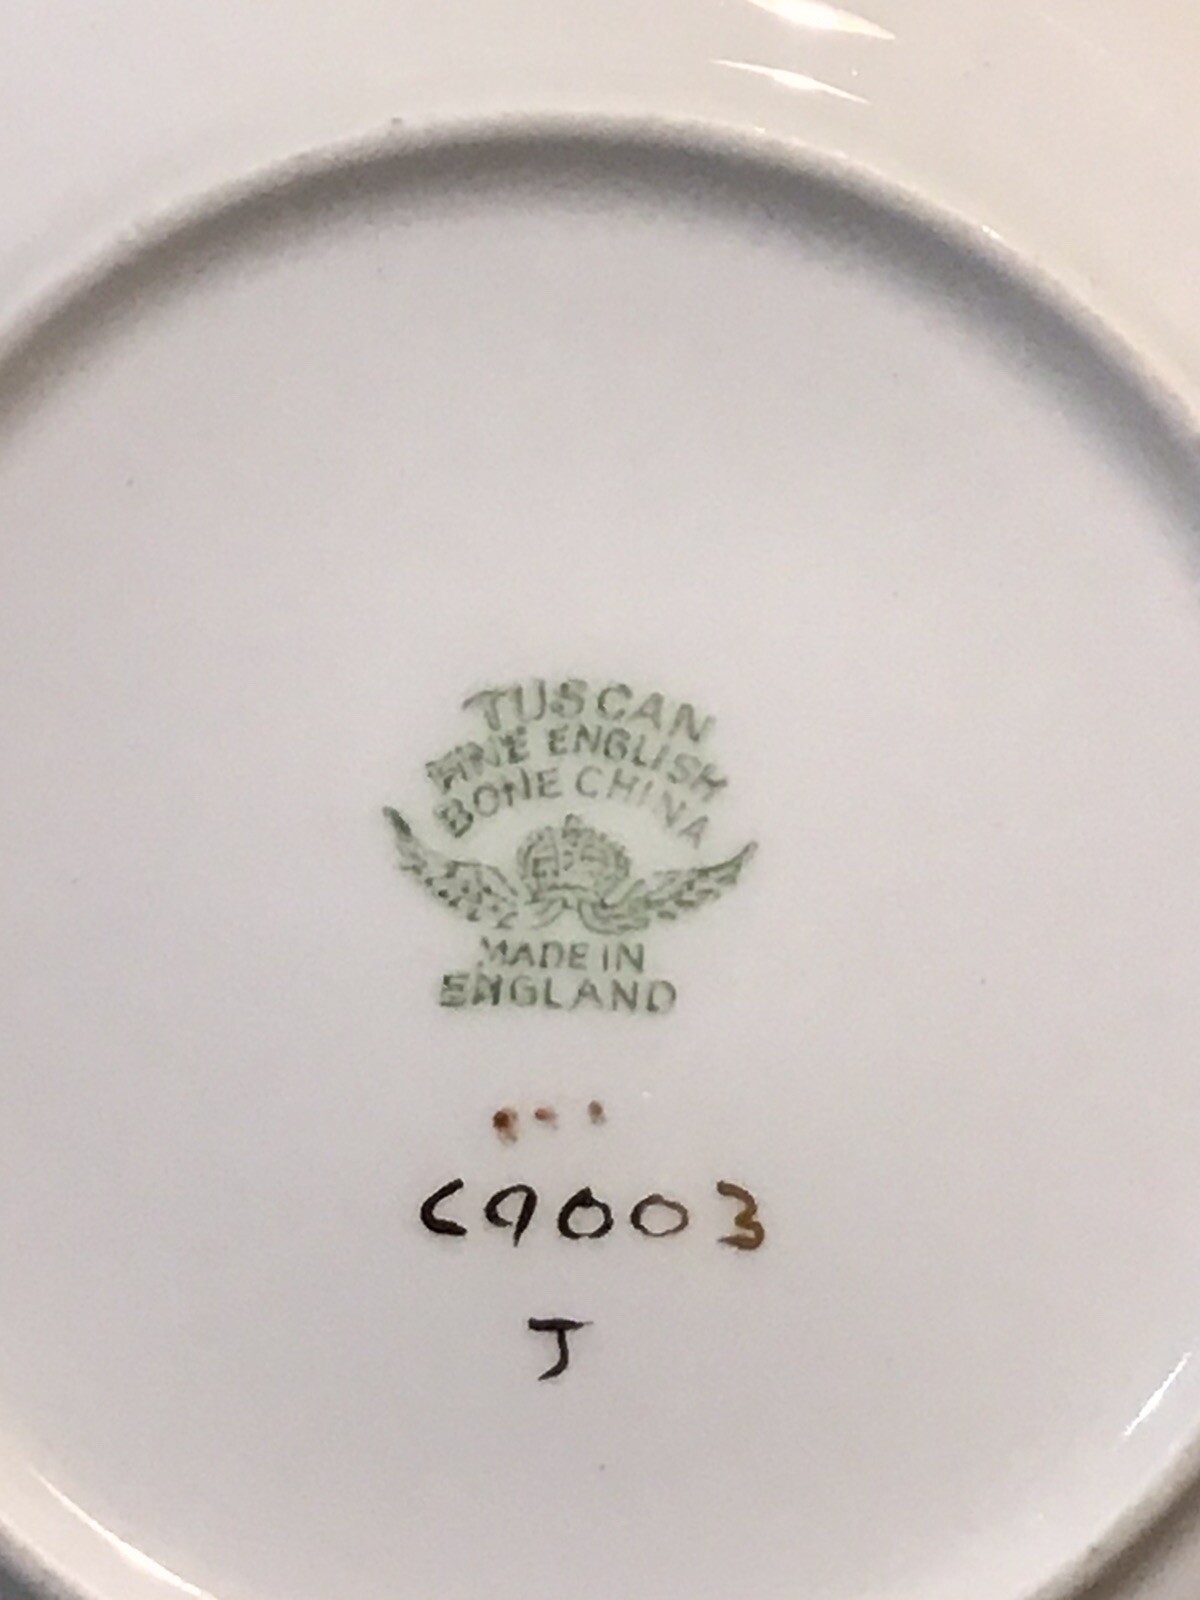 TUSCAN
FINE ENGLISH
BONE CHINA
MADE IN
ENGLAND
C9003
J